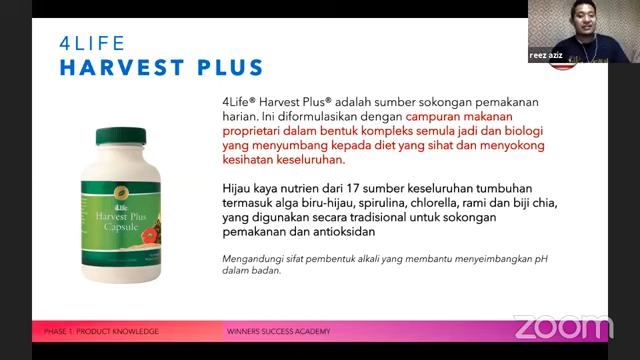 4LIFE
HARVEST PLUS
reez aziz
4Life® Harvest Plus® adalah sumber sokongan pemakanan
harian. Ini diformulasikan dengan campuran makanan
proprietari dalam bentuk kompleks semula jadi dan biologi
yang menyumbang kepada diet yang sihat dan menyokong
kesihatan keseluruhan.
Hijau kaya nutrien dari 17 sumber keseluruhan tumbuhan
termasuk alga biru-hijau, spirulina, chlorella, rami dan biji chia,
yang digunakan secara tradisional untuk sokongan
pemakanan dan antioksidan
Mengandungi sifat pembentuk alkali yang membantu menyeimbangkan pH
dalam badan.
4Life
Harvest Plus
Capsule
PHASE 1: PRODUCT KNOWLEDGE
WINNERS SUCCESS ACADEMY
zoom